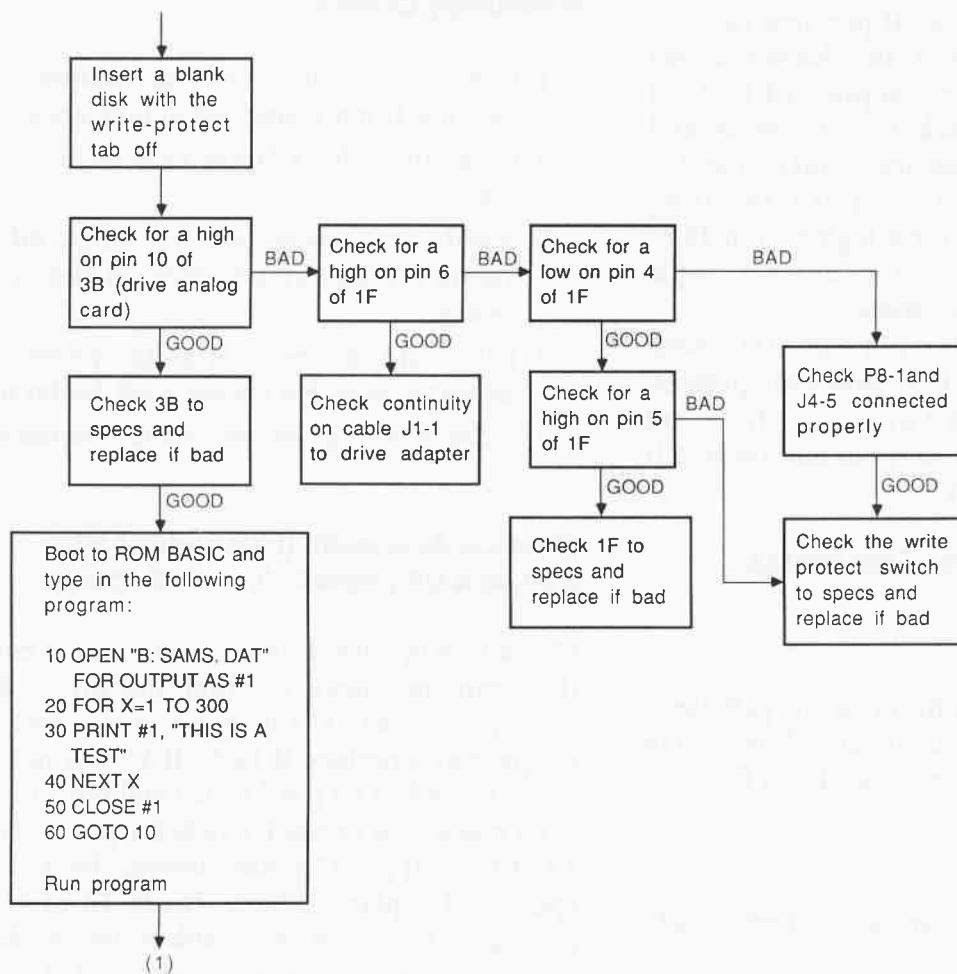 Insert a blank
disk with the
write-protect
tab off
Check for a high
on pin 10 of
3B (drive analog
card)
BAD
Check for a
high on pin 6
of 1F
BAD
Check for a
low on pin 4
of 1F
BAD
GOOD
GOOD
GOOD
Check 3B to
specs and
replace if bad
Check continuity
on cable J1-1
to drive adapter
Check for a
high on pin 5
of 1F
BAD
Check P8-1and
J4-5 connected
properly
GOOD
GOOD
GOOD
Boot to ROM BASIC and
type in the following
program:
10 OPEN "B: SAMS, DAT"
FOR OUTPUT AS #1
20 FOR X=1 TO 300
30 PRINT #1, "THIS IS A
TEST"
40 NEXT X
50 CLOSE #1
60 GOTO 10
Run program
Check 1F to
specs and
replace if bad
Check the write
protect switch
to specs and
replace if bad
(1)